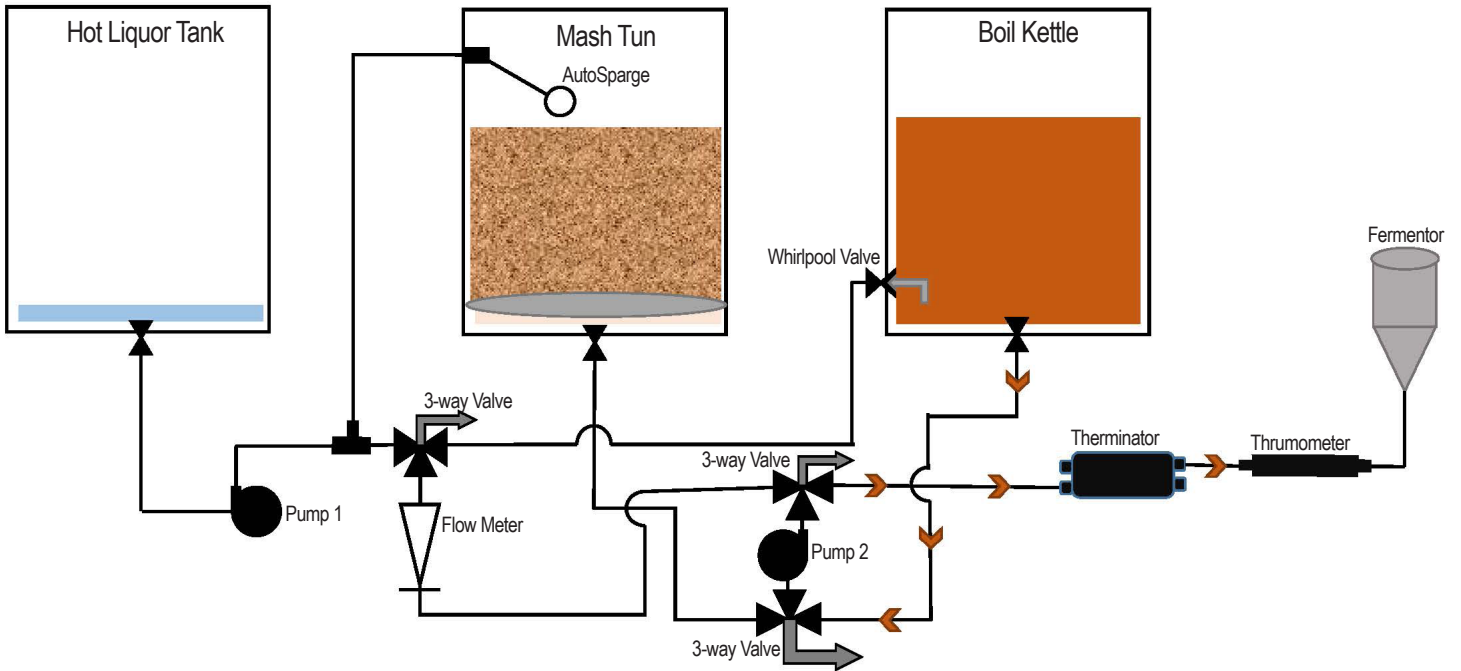 Hot Liquor Tank
Mash Tun
Boil Kettle
AutoSparge
Whirlpool Valve
Fermentor
3-way Valve
3-way Valve
Therminator
Thrumometer
Pump 1
Flow Meter
Pump 2
3-way Valve